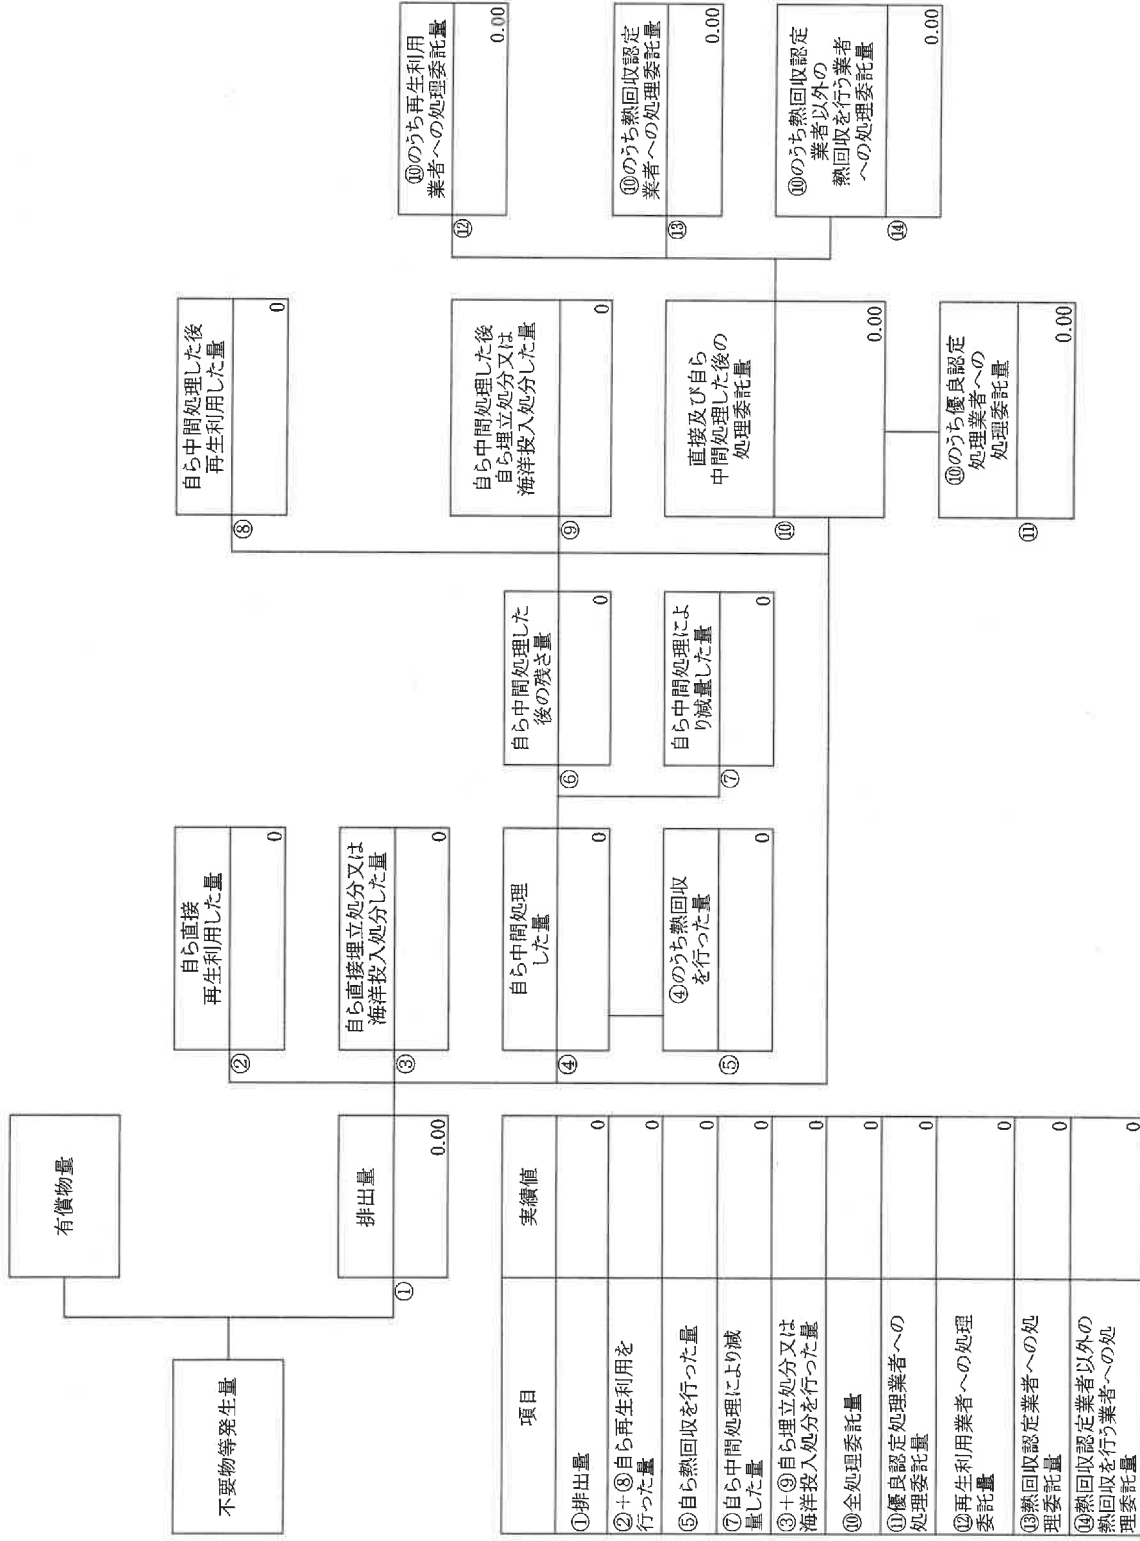 不要物等発生量
有償物量
①
排出量
0.00
②
自ら直接
再生利用した量
0
③
自ら直接埋立処分又は
海洋投入処分した量
0
④
自ら中間処理
した量
0
⑤
④のうち熱回収
を行った量
0
⑥
自ら中間処理した
後の残さ量
0
⑦
自ら中間処理によ
り減量した量
0
⑧
自ら中間処理した後
再生利用した量
0
⑨
自ら中間処理した後
自ら埋立処分又は
海洋投入処分した量
0
⑩
直接及び自ら
中間処理した後の
処理委託量
0.00
⑪
⑩のうち優良認定
処理業者への
処理委託量
0.00
⑫
⑩のうち再生利用
業者への処理委託量
0.00
⑬
⑩のうち熱回収認定
業者への処理委託量
0.00
⑭
⑩のうち熱回収認定
業者以外の
熱回収を行う業者
への処理委託量
0.00
項目 実績値
①排出量 0
②+⑧自ら再生利用を
行った量 0
⑤自ら熱回収を行った量 0
⑦自ら中間処理により減
量した量 0
③+⑨自ら埋立処分又は
海洋投入処分を行った量 0
⑩全処理委託量 0
⑪優良認定処理業者への
処理委託量 0
⑫再生利用業者への処理
委託量 0
⑬熱回収認定業者への処
理委託量 0
⑭熱回収認定業者以外の
熱回収を行う業者への処
理委託量 0